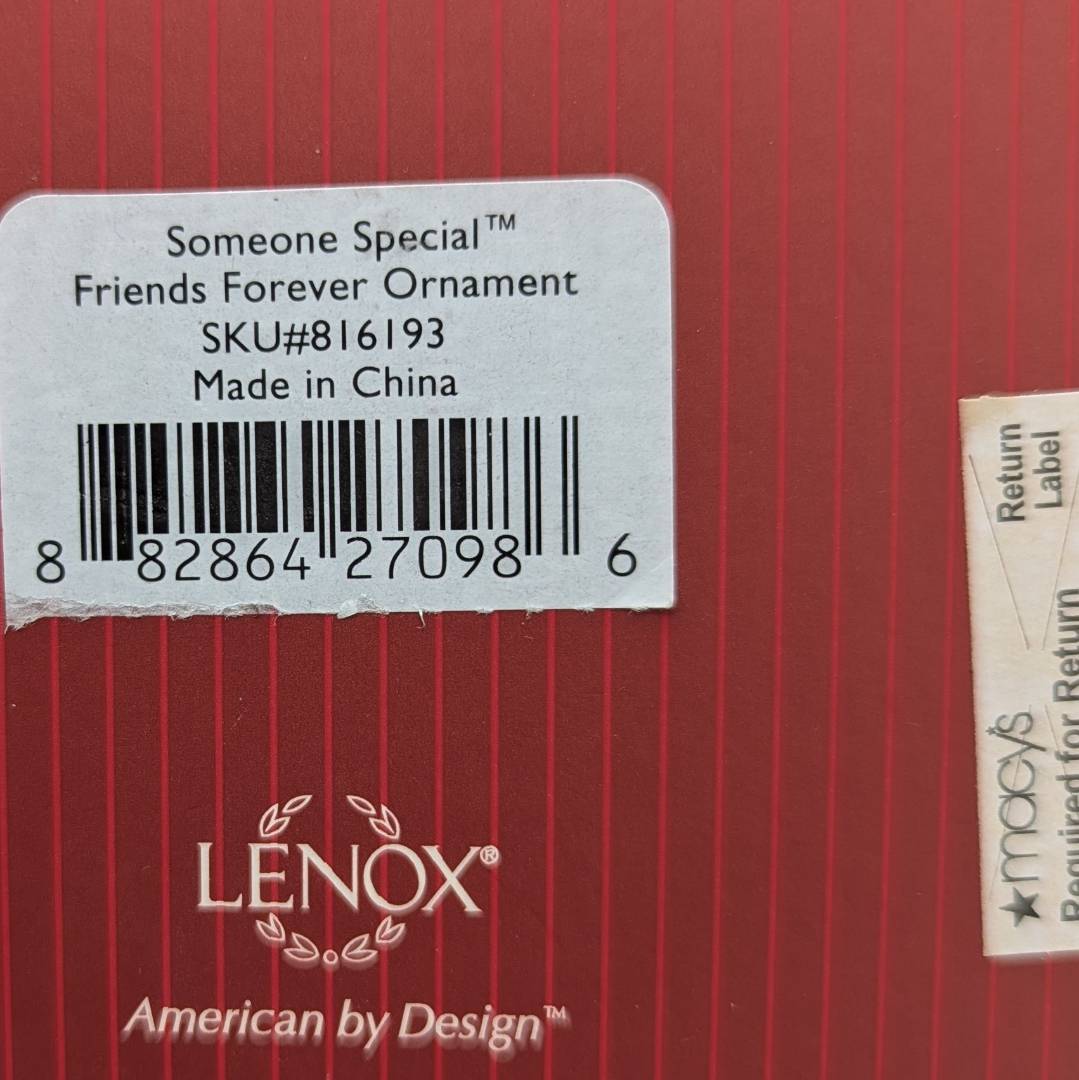 Someone Special™
Friends Forever Ornament
SKU#816193
Made in China
8 82864 27098 6
LENOX®
American by Design™
Return
Label
★macy's
Required for Return